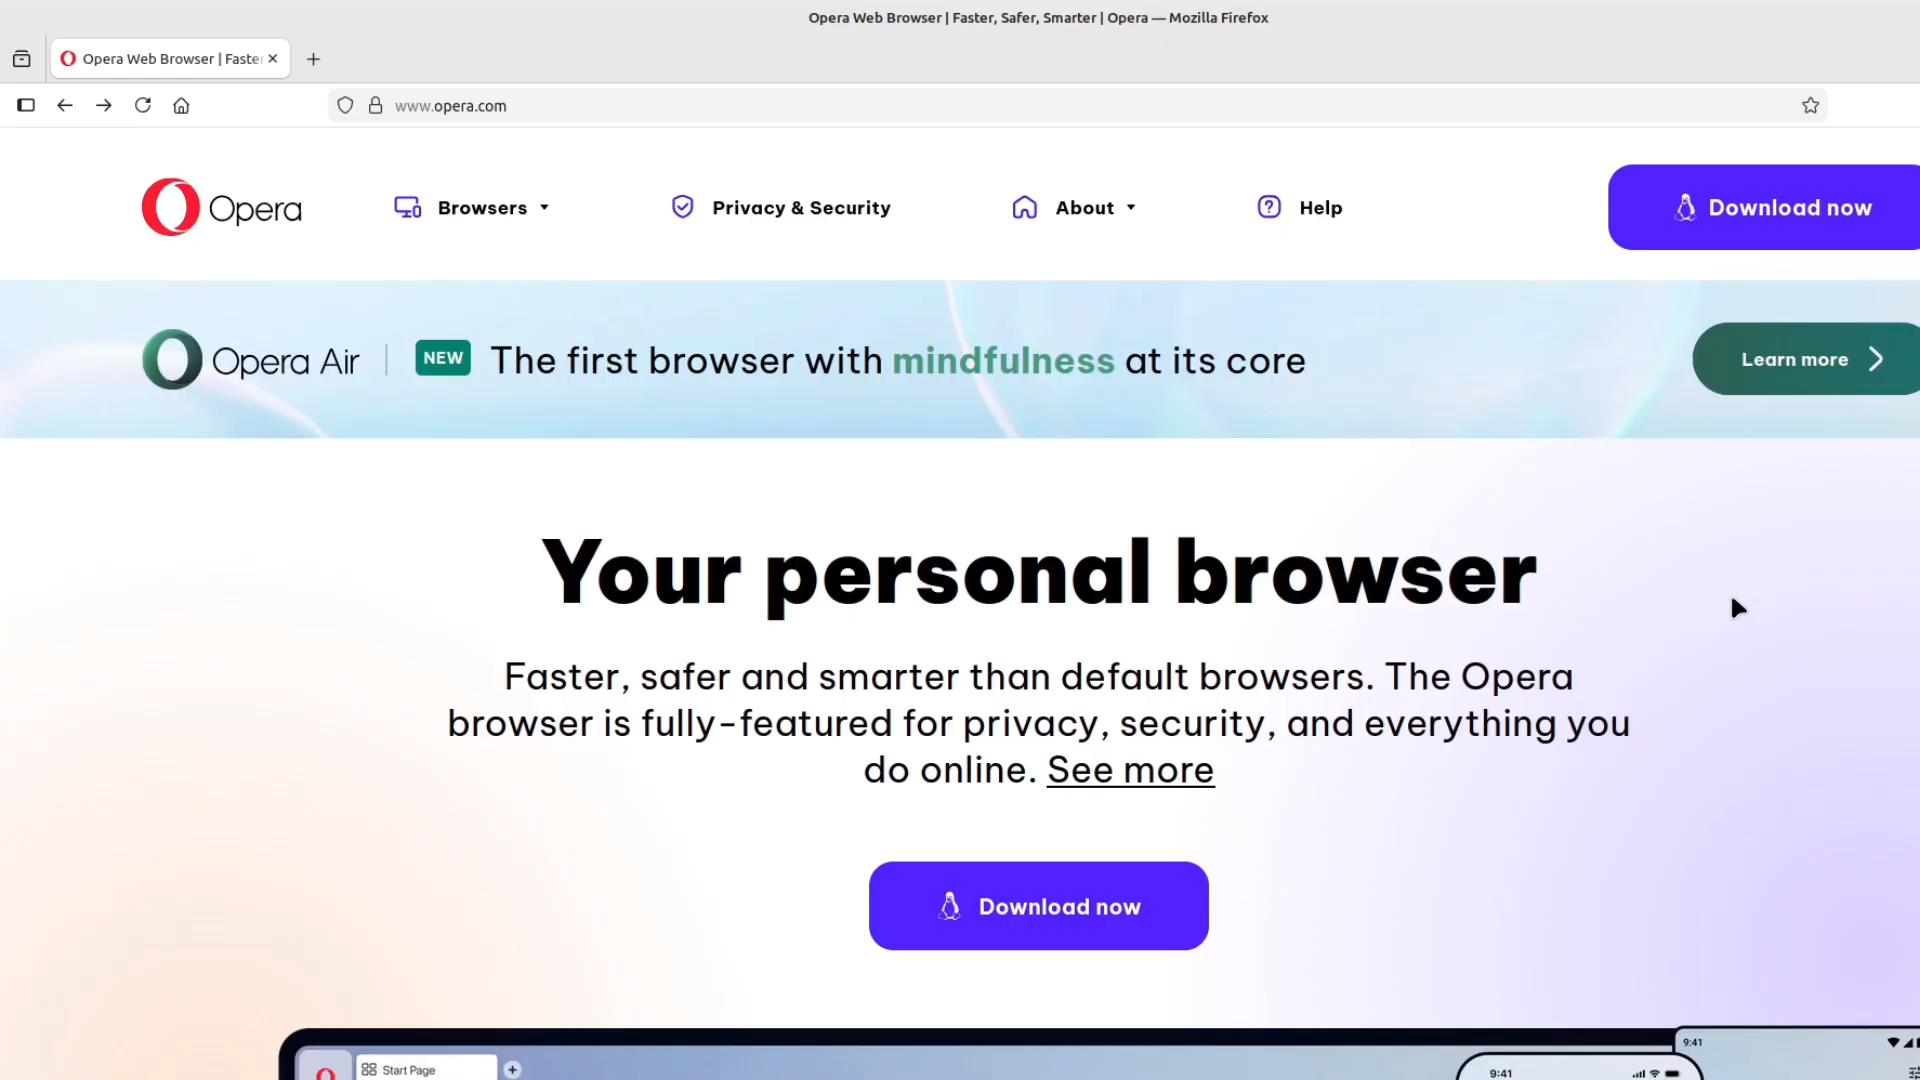 Opera Web Browser | Faster, Safer, Smarter | Opera — Mozilla Firefox
Opera Web Browser | Faste
www.opera.com
Opera
Browsers
Privacy & Security
About
Help
Download now
Opera Air
NEW
The first browser with mindfulness at its core
Learn more
Your personal browser
Faster, safer and smarter than default browsers. The Opera
browser is fully-featured for privacy, security, and everything you
do online. See more
Download now
9:41
Start Page
9:41